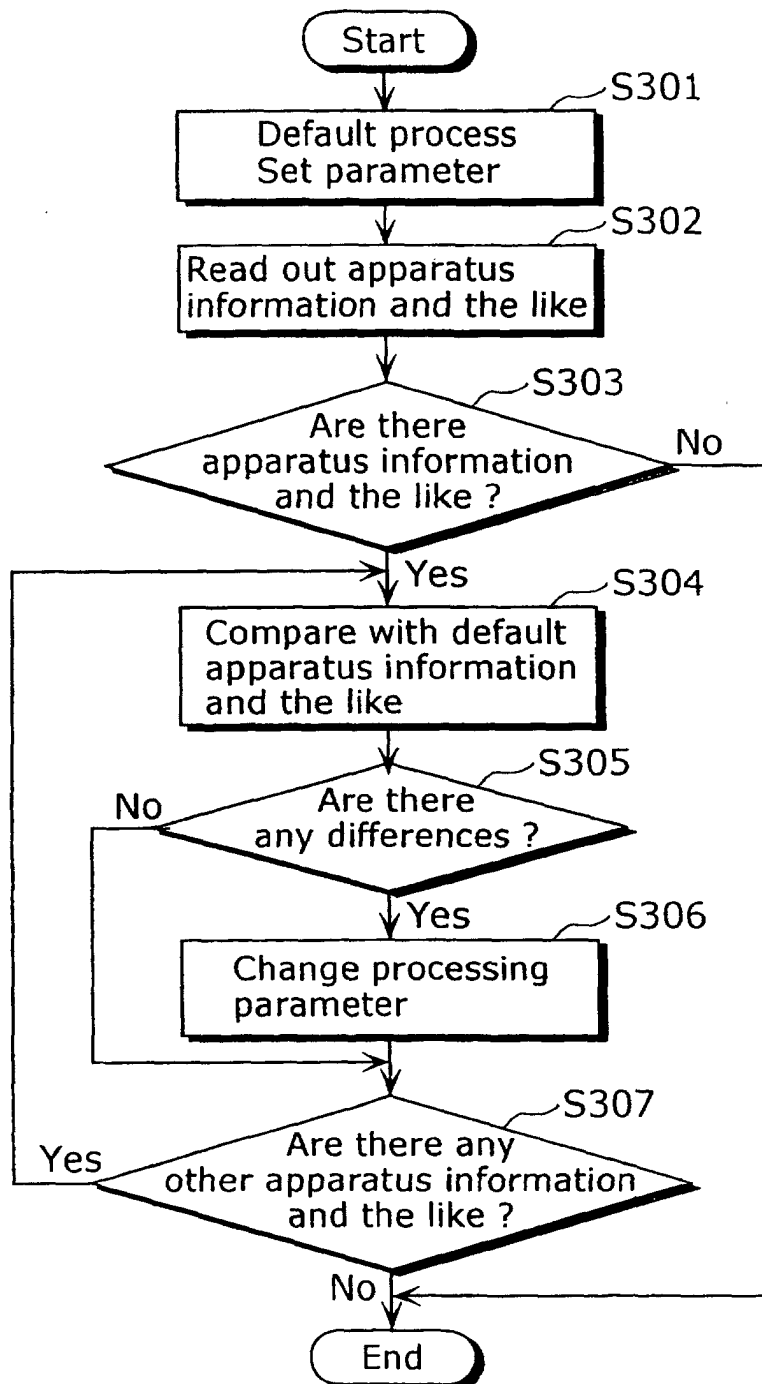 Start
S301
Default process
Set parameter
S302
Read out apparatus
information and the like
S303
Are there
apparatus information
and the like ?
No
Yes
S304
Compare with default
apparatus information
and the like
S305
No
Are there
any differences ?
Yes
S306
Change processing
parameter
S307
Yes
Are there any
other apparatus information
and the like ?
No
End